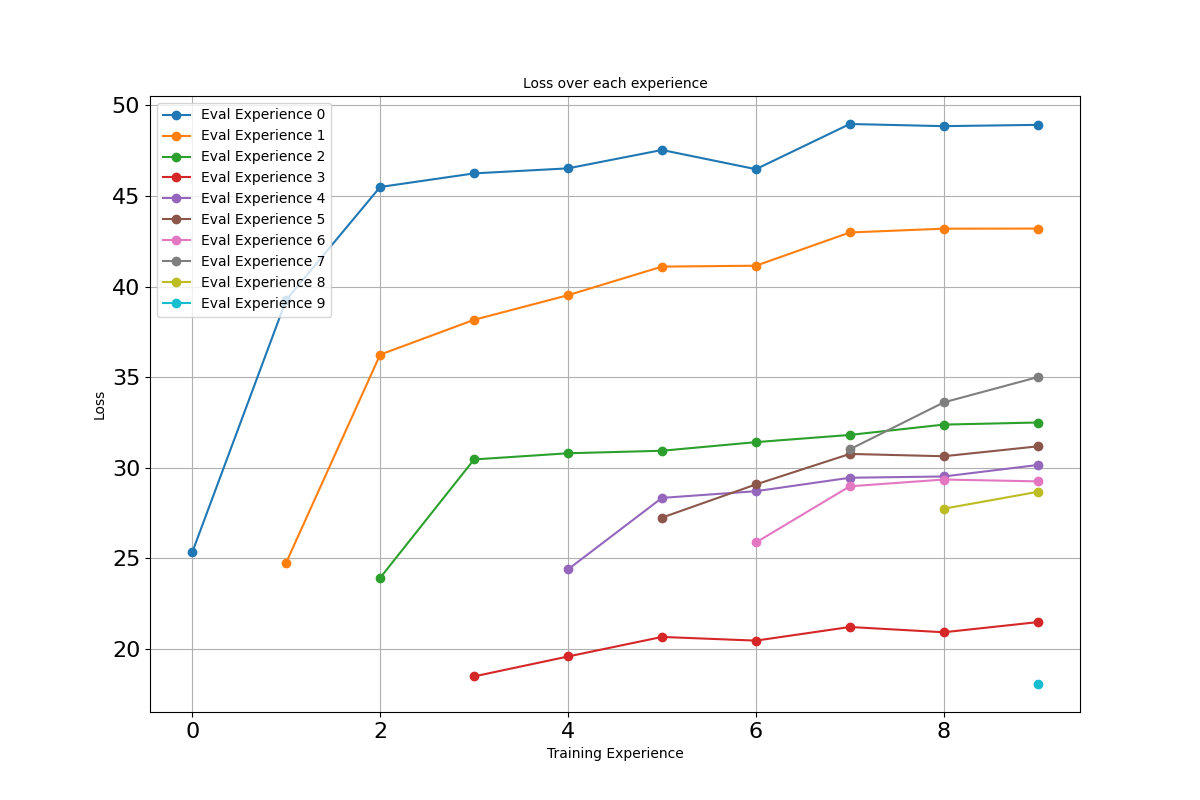 Loss over each experience
50
45
40
35
30
25
20
Loss
Eval Experience 0
Eval Experience 1
Eval Experience 2
Eval Experience 3
Eval Experience 4
Eval Experience 5
Eval Experience 6
Eval Experience 7
Eval Experience 8
Eval Experience 9
0 2 4 6 8
Training Experience